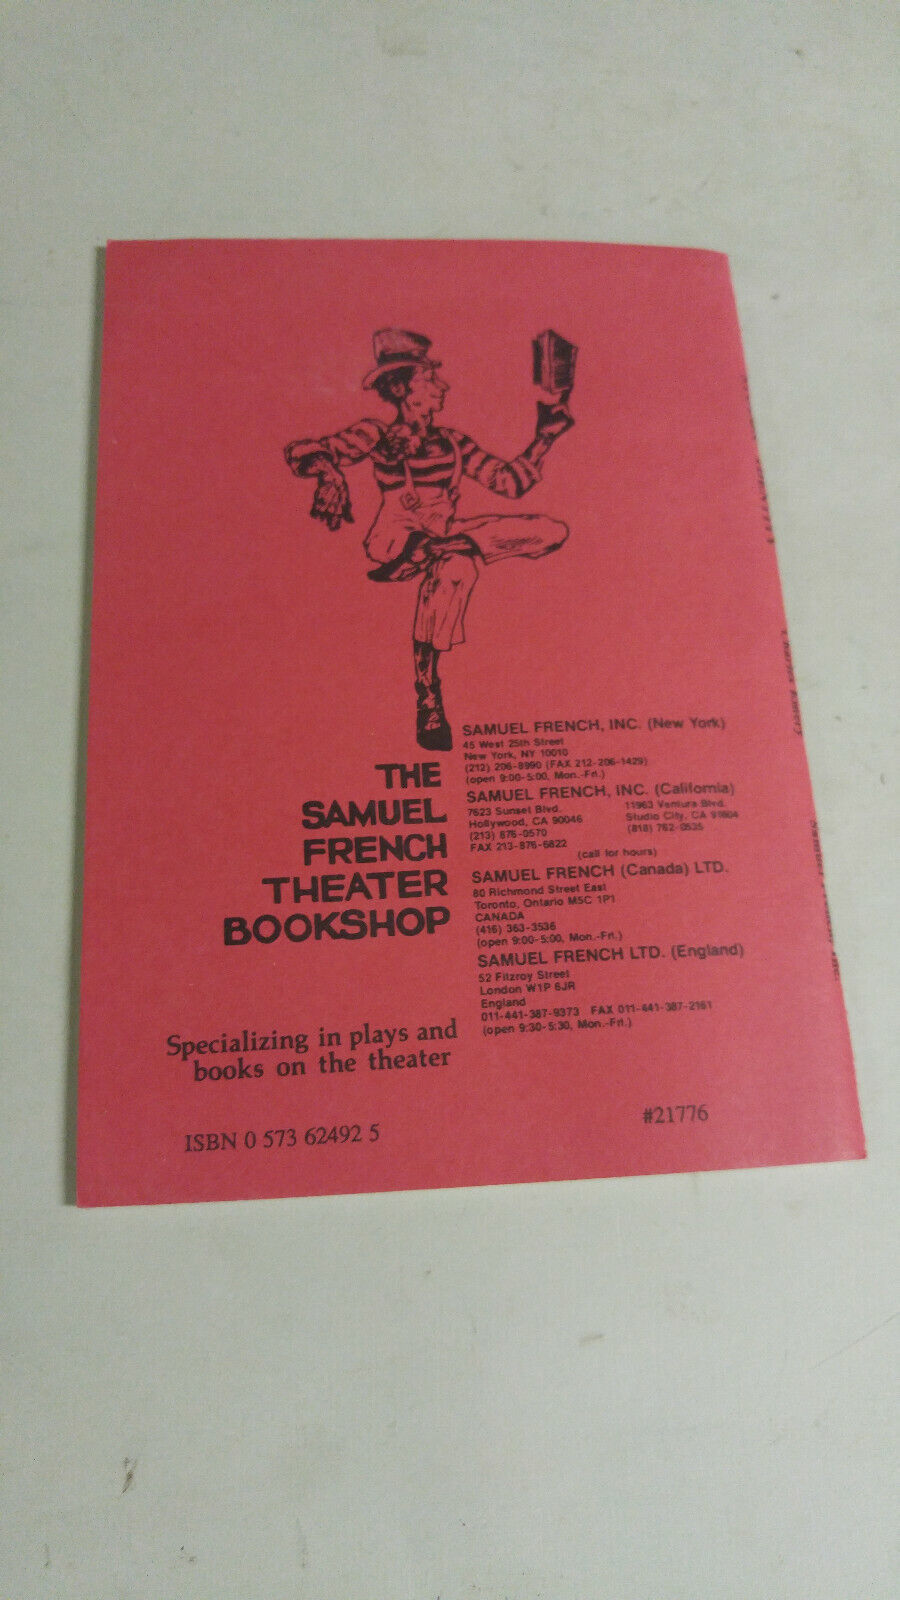 SAMUEL FRENCH, INC. (New York)
45 West 25th Street
New York, NY 10010
(212) 206-8990 (FAX 212-206-1429)
(open 9:00-5:00, Mon.-Fri.)
SAMUEL FRENCH, INC. (California)
7623 Sunset Blvd.
Hollywood, CA 90046
(213) 876-0570
FAX 213-876-6822
11963 Ventura Blvd.
Studio City, CA 91604
(818) 762-0535
(call for hours)
SAMUEL FRENCH (Canada) LTD.
80 Richmond Street East
Toronto, Ontario M5C 1P1
CANADA
(416) 363-3536
(open 9:00-5:00, Mon.-Fri.)
SAMUEL FRENCH LTD. (England)
52 Fitzroy Street
London W1P 6JR
England
011-441-387-9373 FAX 011-441-387-2161
(open 9:30-5:30, Mon.-Fri.)
THE
SAMUEL
FRENCH
THEATER
BOOKSHOP
Specializing in plays and
books on the theater
ISBN 0 573 62492 5
#21776